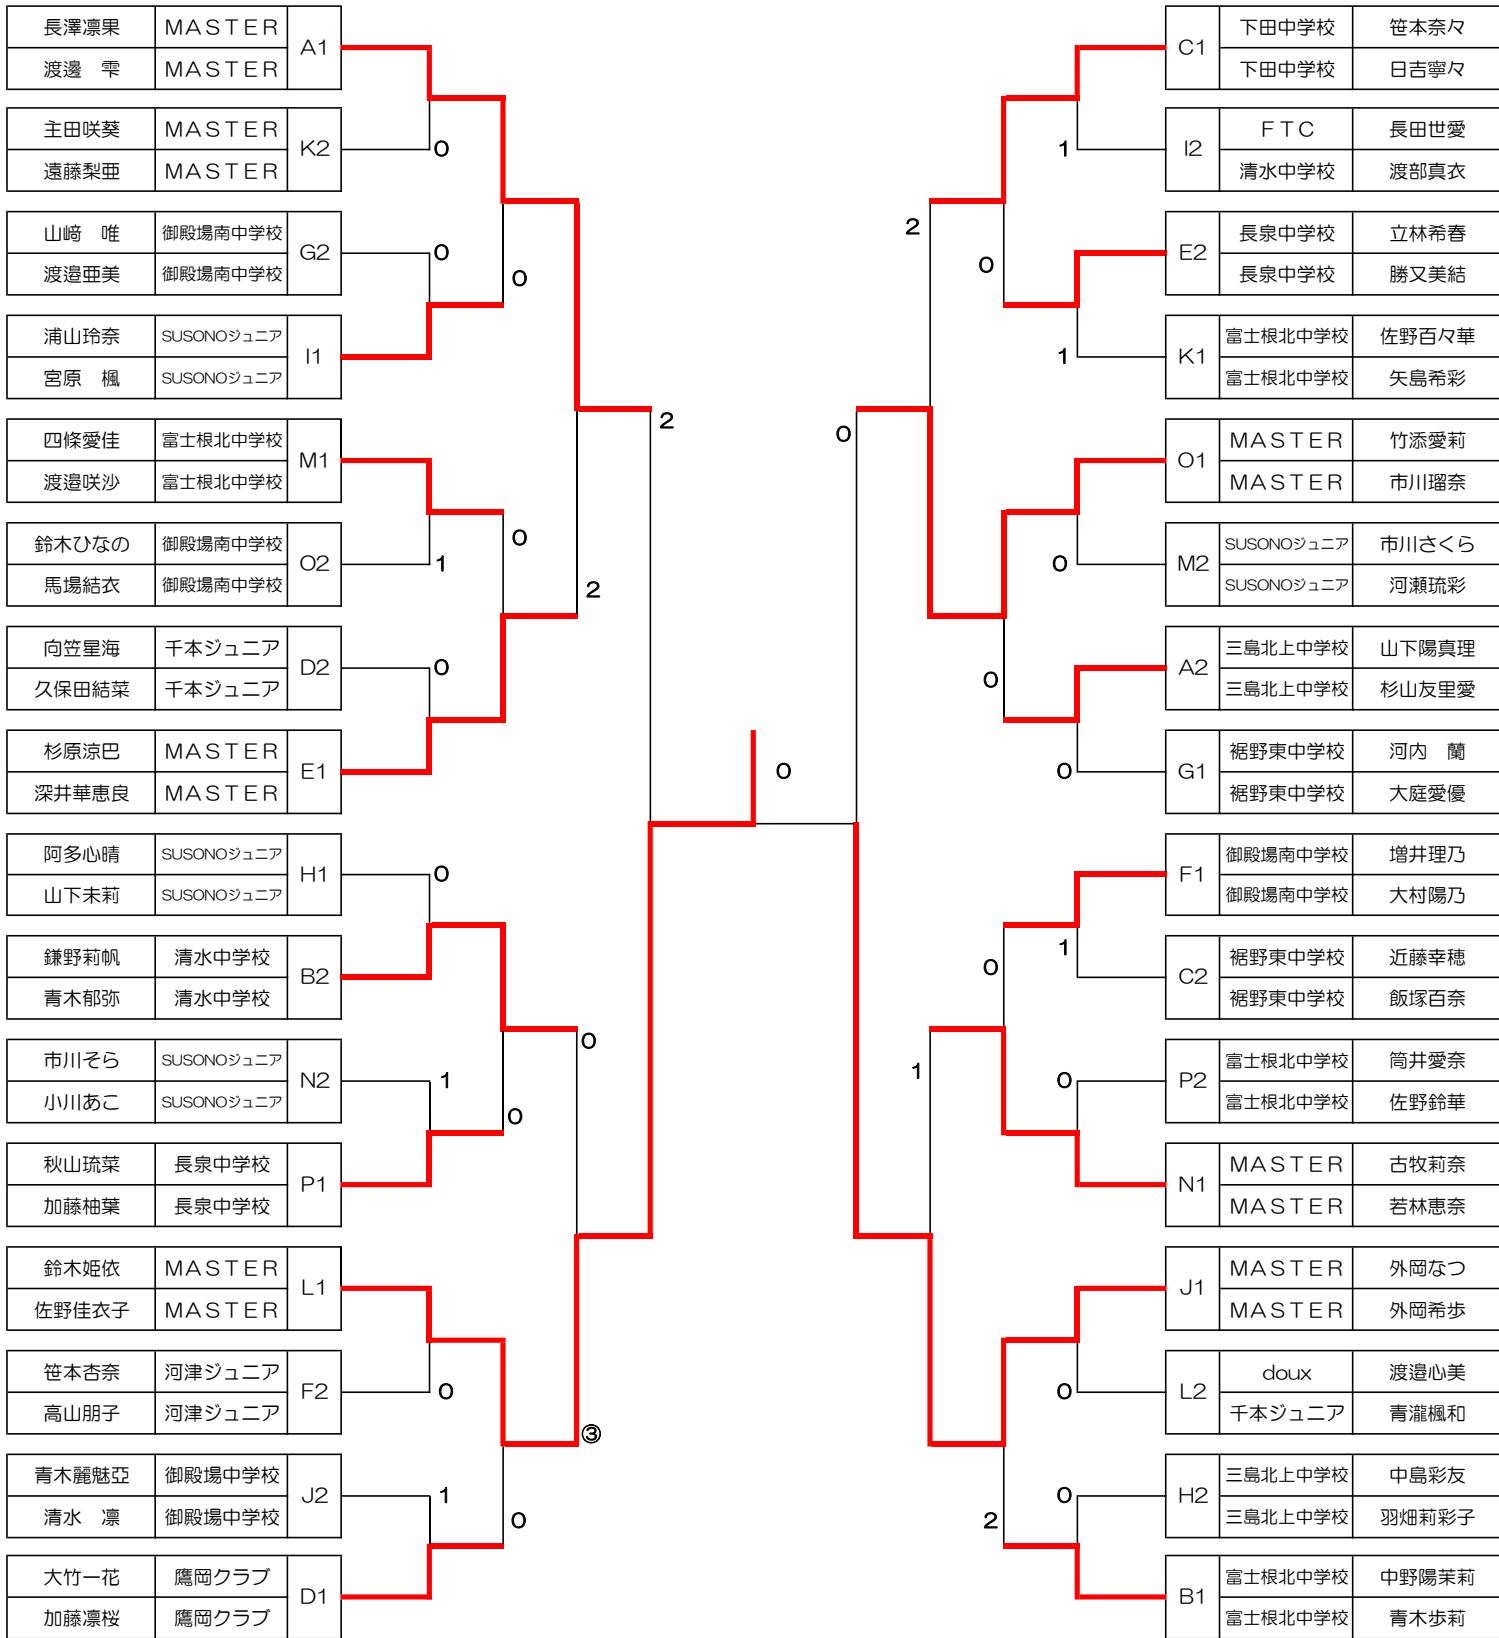 長澤凛果 MASTER A1
渡邊 雫 MASTER
主田咲葵 MASTER K2
遠藤梨亜 MASTER
0
山﨑 唯 御殿場南中学校 G2
渡邉亜美 御殿場南中学校
0
0
浦山玲奈 SUSONOジュニア I1
宮原 楓 SUSONOジュニア
四條愛佳 富士根北中学校 M1
渡邉咲沙 富士根北中学校
2
鈴木ひなの 御殿場南中学校 O2
馬場結衣 御殿場南中学校
0
1
2
向笠星海 千本ジュニア D2
久保田結菜 千本ジュニア
0
杉原涼巴 MASTER E1
深井華恵良 MASTER
阿多心晴 SUSONOジュニア H1
山下未莉 SUSONOジュニア
0
鎌野莉帆 清水中学校 B2
青木郁弥 清水中学校
0
市川そら SUSONOジュニア N2
小川あこ SUSONOジュニア
1
0
秋山琉菜 長泉中学校 P1
加藤柚葉 長泉中学校
鈴木姫依 MASTER L1
佐野佳衣子 MASTER
笹本杏奈 河津ジュニア F2
高山朋子 河津ジュニア
0
③
青木麗魅亞 御殿場中学校 J2
清水 凛 御殿場中学校
1
0
大竹一花 鷹岡クラブ D1
加藤凛桜 鷹岡クラブ
0
C1 下田中学校 笹本奈々
下田中学校 日吉寧々
1
I2 FTC 長田世愛
清水中学校 渡部真衣
2
0
E2 長泉中学校 立林希春
長泉中学校 勝又美結
1
K1 富士根北中学校 佐野百々華
富士根北中学校 矢島希彩
0
O1 MASTER 竹添愛莉
MASTER 市川瑠奈
0
M2 SUSONOジュニア 市川さくら
SUSONOジュニア 河瀬琉彩
0
A2 三島北上中学校 山下陽真理
三島北上中学校 杉山友里愛
0
G1 裾野東中学校 河内 蘭
裾野東中学校 大庭愛優
F1 御殿場南中学校 増井理乃
御殿場南中学校 大村陽乃
1
0
C2 裾野東中学校 近藤幸穂
裾野東中学校 飯塚百奈
1
0
P2 富士根北中学校 筒井愛奈
富士根北中学校 佐野鈴華
N1 MASTER 古牧莉奈
MASTER 若林恵奈
J1 MASTER 外岡なつ
MASTER 外岡希歩
0
L2 doux 渡邉心美
千本ジュニア 青瀧楓和
0
2
H2 三島北上中学校 中島彩友
三島北上中学校 羽畑莉彩子
B1 富士根北中学校 中野陽茉莉
富士根北中学校 青木歩莉